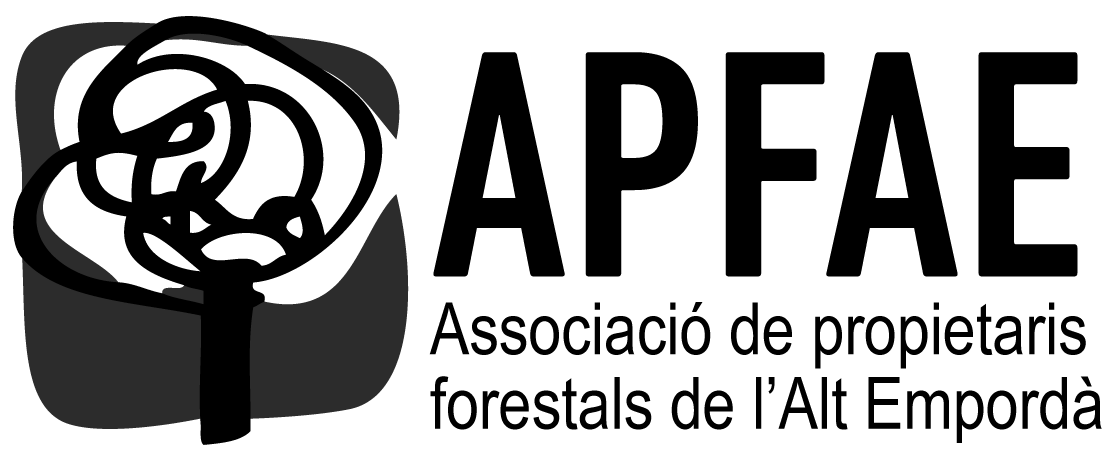 APFAE
Associació de propietaris
forestals de l’Alt Empordà